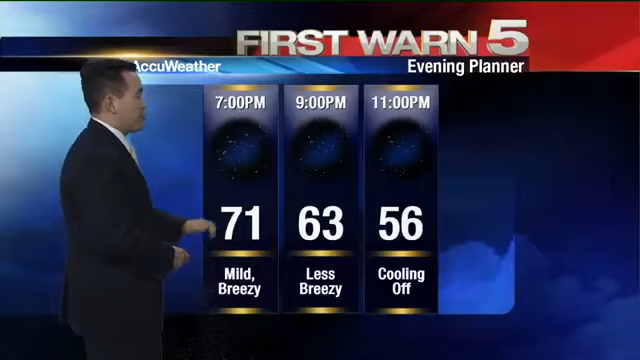 FIRST WARN 5
AccuWeather
Evening Planner
7:00PM
9:00PM
11:00PM
71
63
56
Mild,
Breezy
Less
Breezy
Cooling
Off